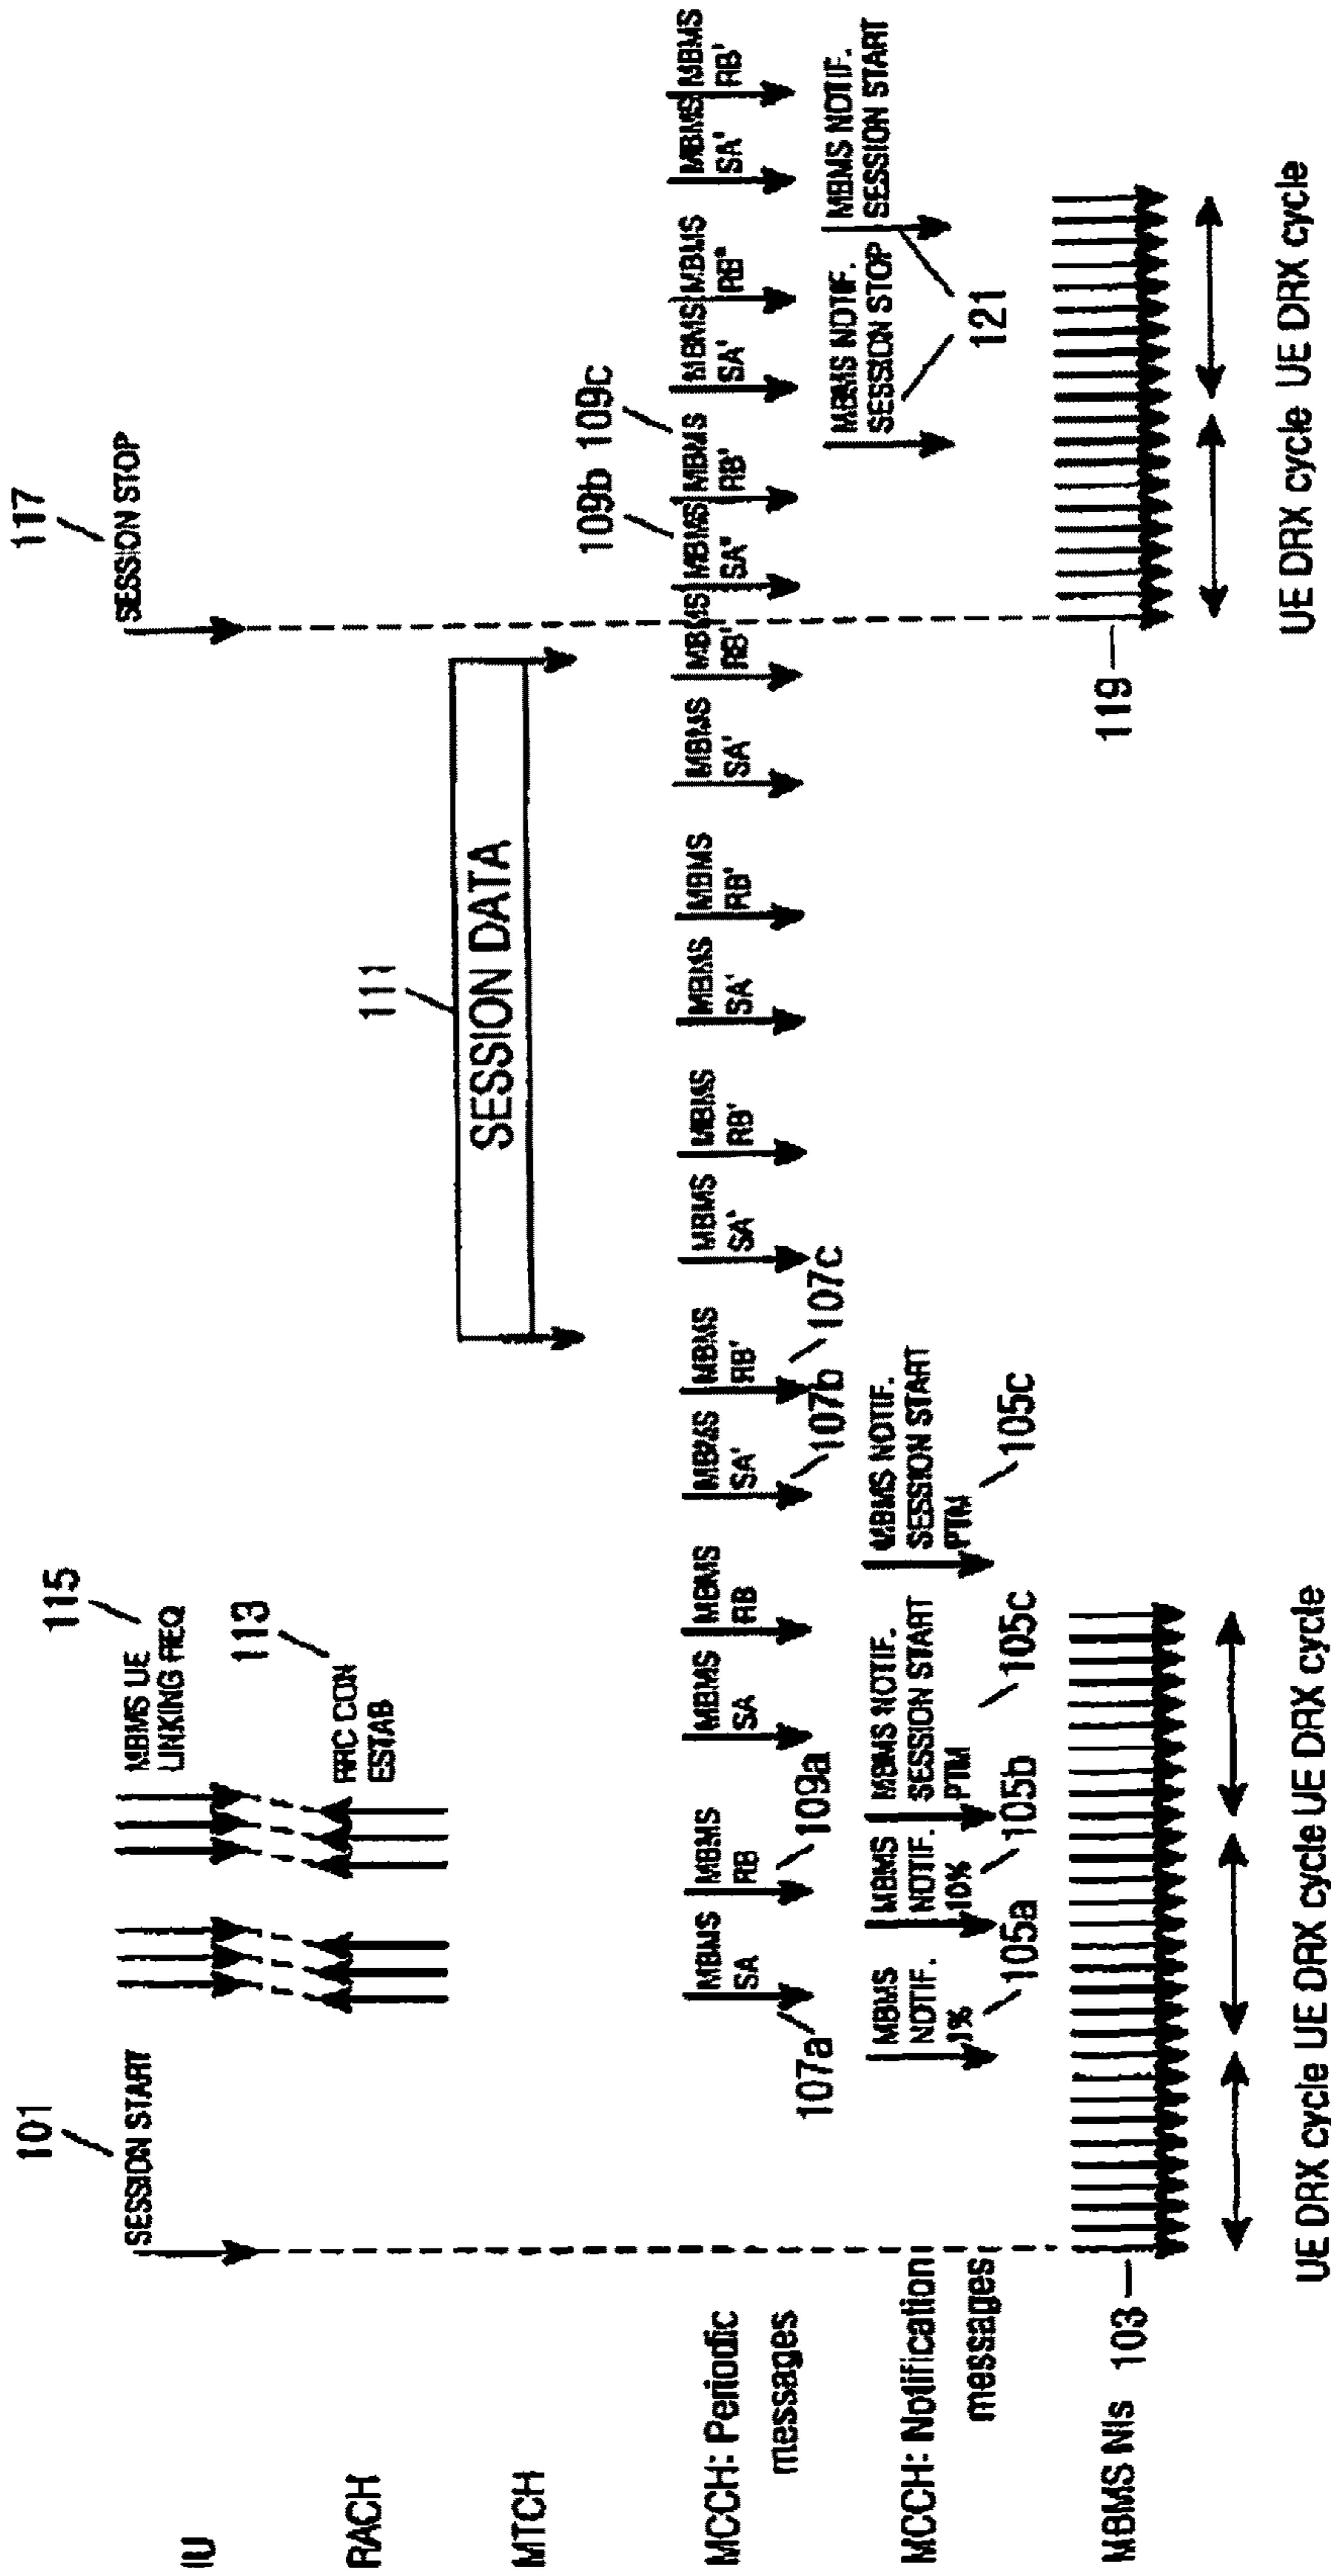 IU
101
SESSION START
MBMS UE
LINKING REQ
115
117
SESSION STOP
RACH
RRC CON
ESTAB
113
MTCH
111
SESSION DATA
MCCH: Periodic
messages
MBMS
SA
107a
MBMS
RB
109a
MBMS
SA
MBMS
RB
MBMS
SA'
107b
MBMS
RB'
107c
MBMS
SA'
MBMS
RB'
MBMS
SA'
MBMS
RB'
MBMS
SA'
MBMS
RB'
109b
MBMS
SA"
109c
MBMS
RB'
MBMS
SA'
MBMS
RB"
MBMS
SA'
MBMS
RB'
MCCH: Notification
messages
MBMS
NOTIF.
1%
105a
MBMS
NOTIF.
10%
105b
MBMS NOTIF.
SESSION START
PTM
105c
MBMS NOTIF.
SESSION START
PTM
105c
MBMS NOTIF.
SESSION STOP
MBMS NOTIF.
SESSION START
121
MBMS NIs 103
119
UE DRX cycle UE DRX cycle UE DRX cycle
UE DRX cycle UE DRX cycle